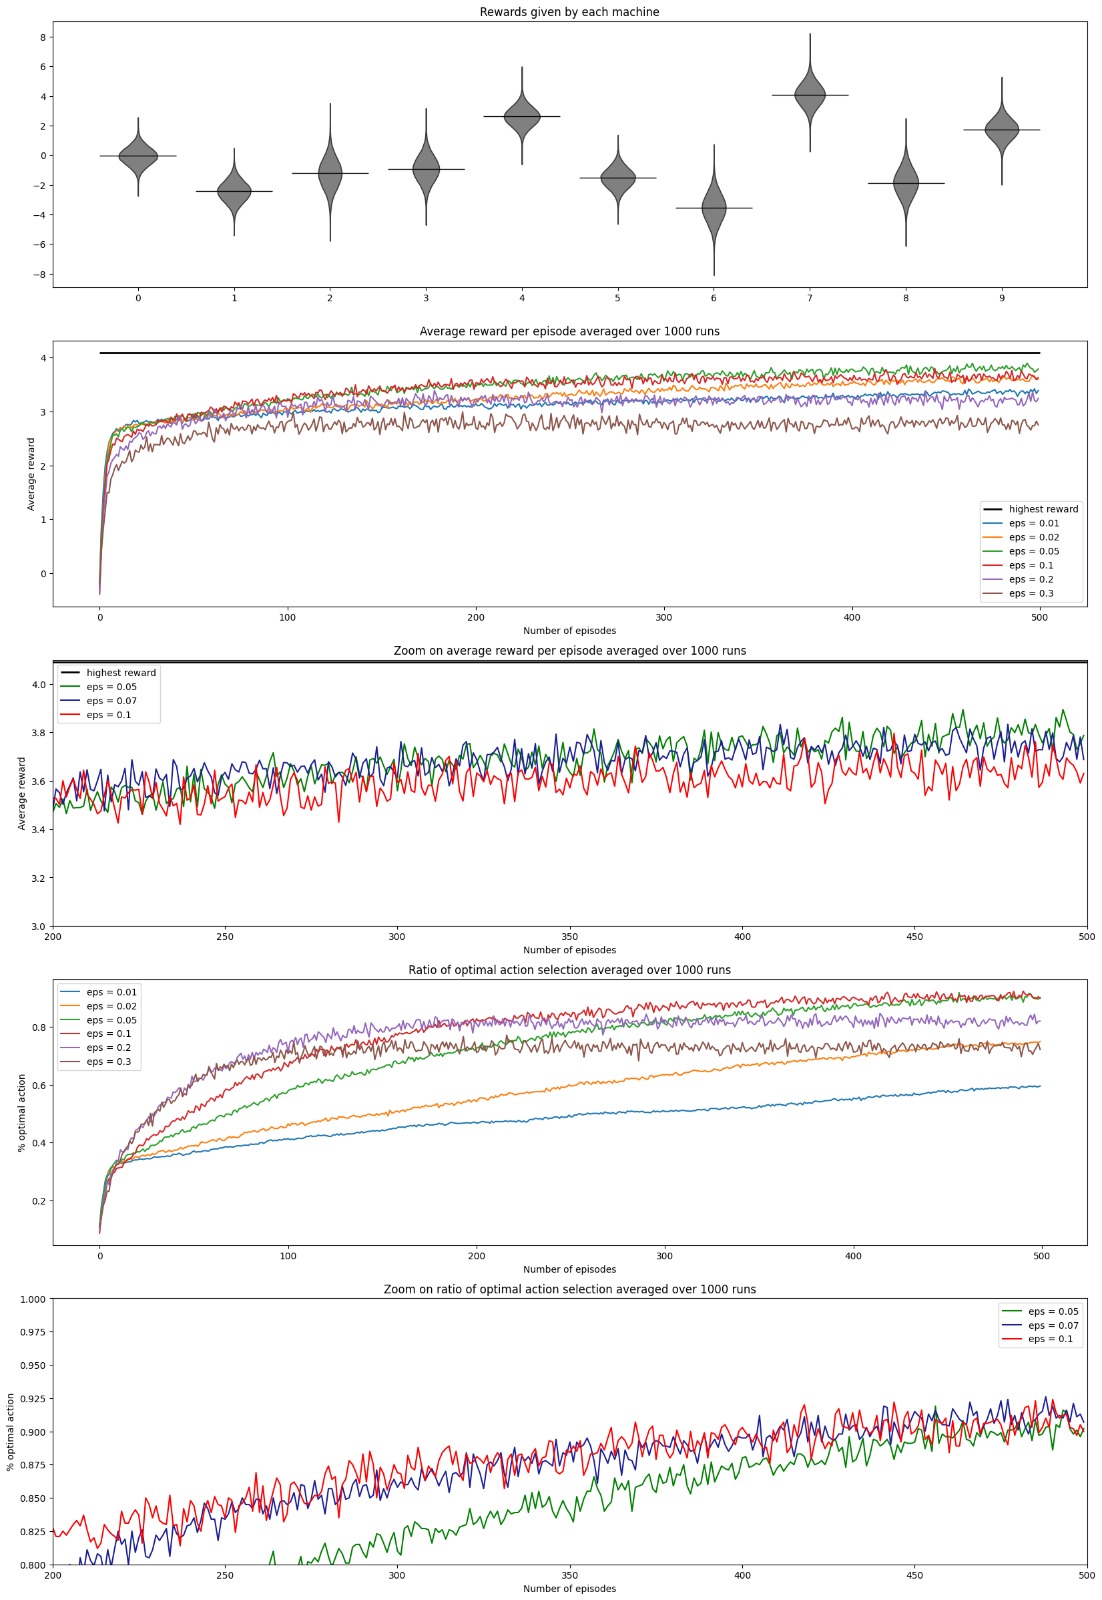 Rewards given by each machine
8
6
4
2
0
−2
−4
−6
−8
0 1 2 3 4 5 6 7 8 9
Average reward per episode averaged over 1000 runs
Average reward
4
3
2
1
0
highest reward
eps = 0.01
eps = 0.02
eps = 0.05
eps = 0.1
eps = 0.2
eps = 0.3
0 100 200 300 400 500
Number of episodes
Zoom on average reward per episode averaged over 1000 runs
Average reward
highest reward
eps = 0.05
eps = 0.07
eps = 0.1
4.0
3.8
3.6
3.4
3.2
3.0
200 250 300 350 400 450 500
Number of episodes
Ratio of optimal action selection averaged over 1000 runs
% optimal action
eps = 0.01
eps = 0.02
eps = 0.05
eps = 0.1
eps = 0.2
eps = 0.3
0.8
0.6
0.4
0.2
0 100 200 300 400 500
Number of episodes
Zoom on ratio of optimal action selection averaged over 1000 runs
% optimal action
1.000
0.975
0.950
0.925
0.900
0.875
0.850
0.825
0.800
eps = 0.05
eps = 0.07
eps = 0.1
200 250 300 350 400 450 500
Number of episodes